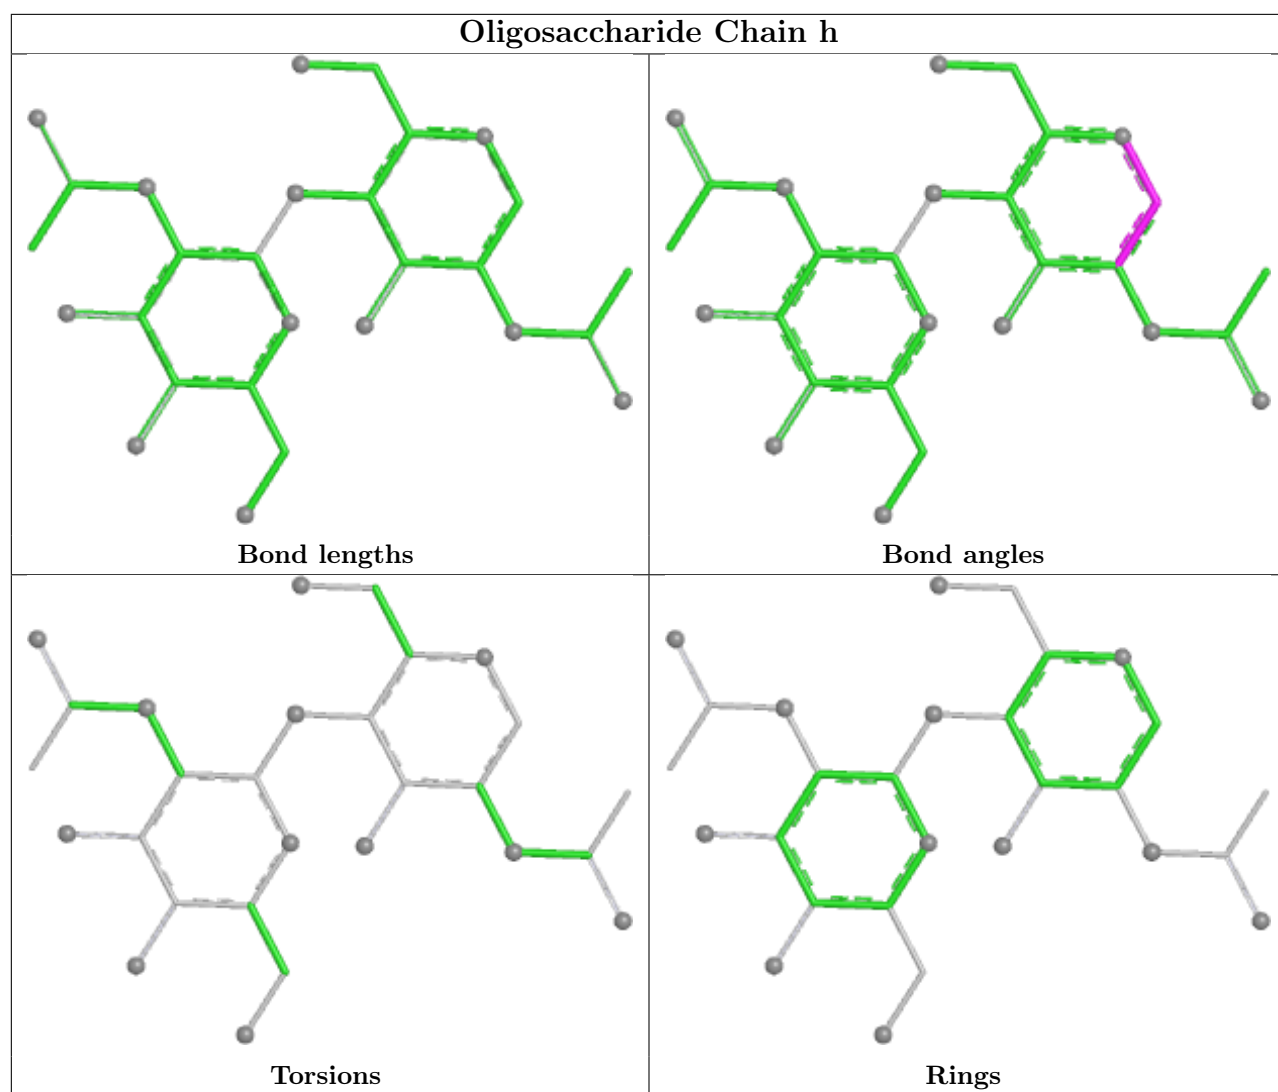 Oligosaccharide Chain h
Bond lengths
Bond angles
Torsions
Rings